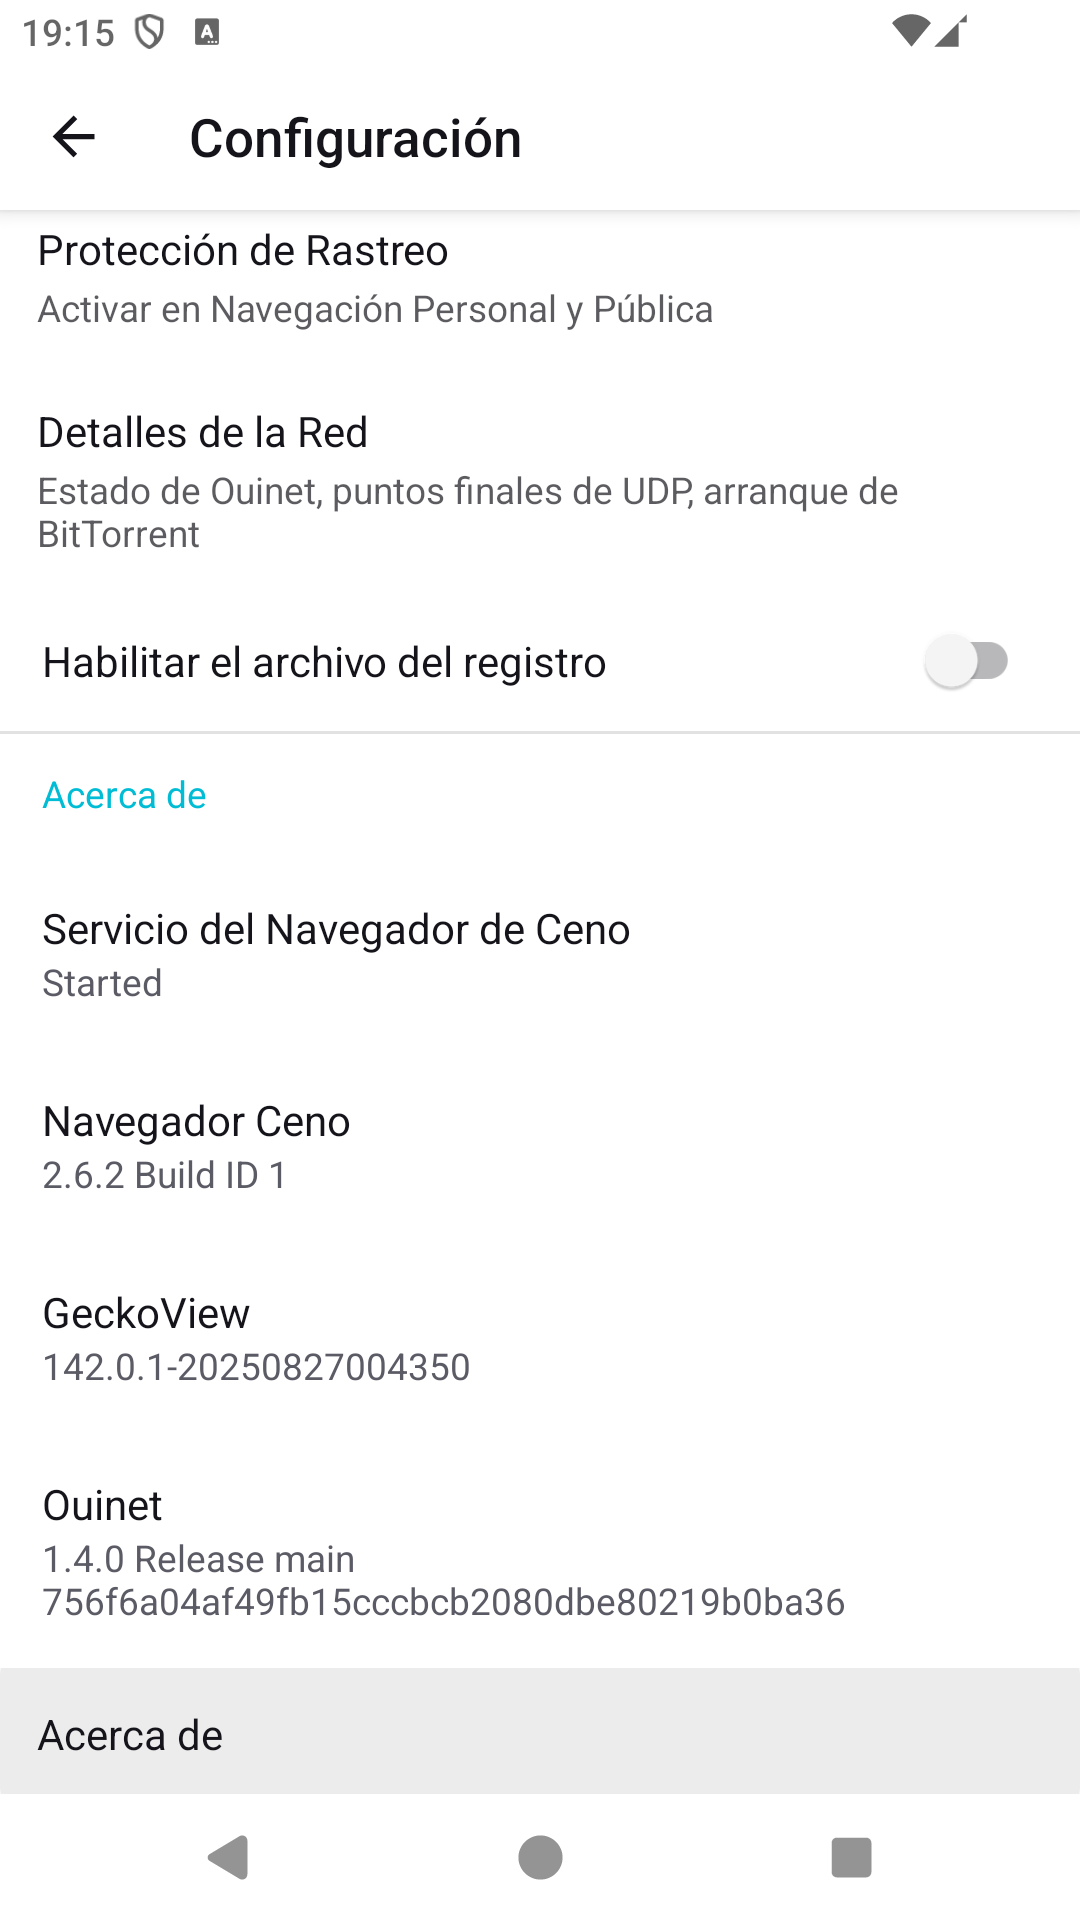 19:15
Configuración
Protección de Rastreo
Activar en Navegación Personal y Pública
Detalles de la Red
Estado de Ouinet, puntos finales de UDP, arranque de
BitTorrent
Habilitar el archivo del registro
Acerca de
Servicio del Navegador de Ceno
Started
Navegador Ceno
2.6.2 Build ID 1
GeckoView
142.0.1-20250827004350
Ouinet
1.4.0 Release main
756f6a04af49fb15cccbcb2080dbe80219b0ba36
Acerca de